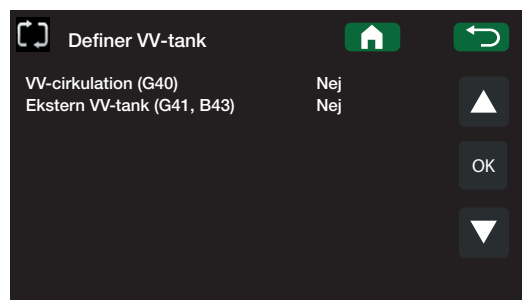 Definer VV-tank
VV-cirkulation (G40) Nej
Ekstern VV-tank (G41, B43) Nej
OK